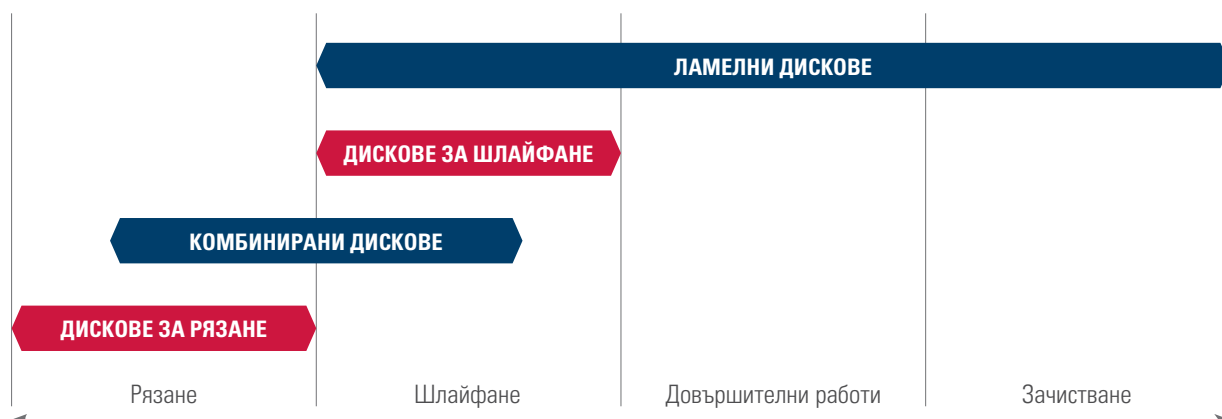 ЛАМЕЛНИ ДИСКОВЕ
ДИСКОВЕ ЗА ШЛАЙФАНЕ
КОМБИНИРАНИ ДИСКОВЕ
ДИСКОВЕ ЗА РЯЗАНЕ
Рязане Шлайфане Довършителни работи Зачистване